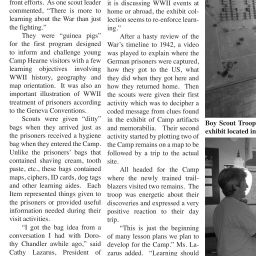 front efforts. As one scout leader
commented, "There is more to
learning about the War than just
the fighting."
They were "guinea pigs"
for the first program designed
to inform and challenge young
Camp Hearne visitors with a few
learning objectives involving
WWII history, geography and
map orientation. It was also an
important illustration of WWII
treatment of prisoners according
to the Geneva Conventions.
Scouts were given "ditty"
bags when they arrived just as
the prisoners received a hygiene
bag when they entered the Camp.
Unlike the prisoners' bags that
contained shaving cream, tooth
paste, etc., these bags contained
maps, ciphers, ID cards, dog tags
and other learning aides. Each
Item represented things given to
the prisoners or provided useful
information needed during their
visit activities.
"I got the bag idea from a
conversation I had with Doro-
thy Chandler awhile ago," said
Cathy Lazarus, President of
it is discussing WWII events at
home or abroad, the exhibit col-
lection seems to re-enforce learn-
ing."
After a hasty review of the
War's timeline to 1942, a video
was played to explain where the
German prisoners were captured,
how they got to the US, what
they did when they got here and
how they returned home. Then
the scouts were given their first
activity which was to decipher a
coded message from clues found
in the exhibit of Camp artifacts
and memorabilia. Their second
activity started by plotting two of
the Camp remains on a map to be
followed by a trip to the actual
site.
All headed for the Camp
where the newly trained trail-
blazers visited two remains. The
troop was energetic about their
discoveries and expressed a very
positive reaction to their day
trip.
"This is just the beginning
of many lesson plans we plan to
develop for the Camp." Ms. La-
zarus added. "Learning should
Boy Scout Troop
exhibit located in